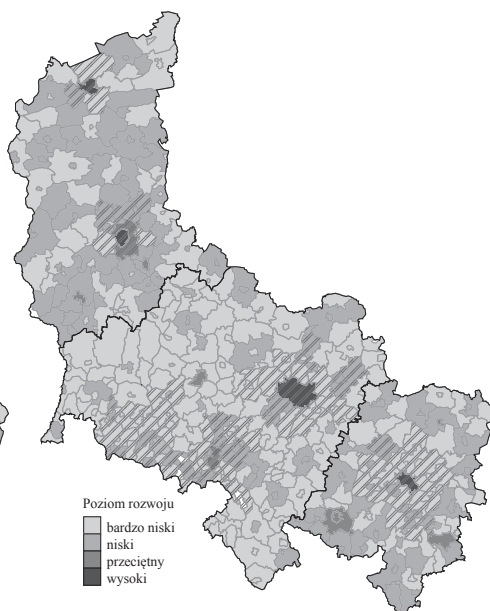 Poziom rozwoju
bardzo niski
niski
przeciętny
wysoki